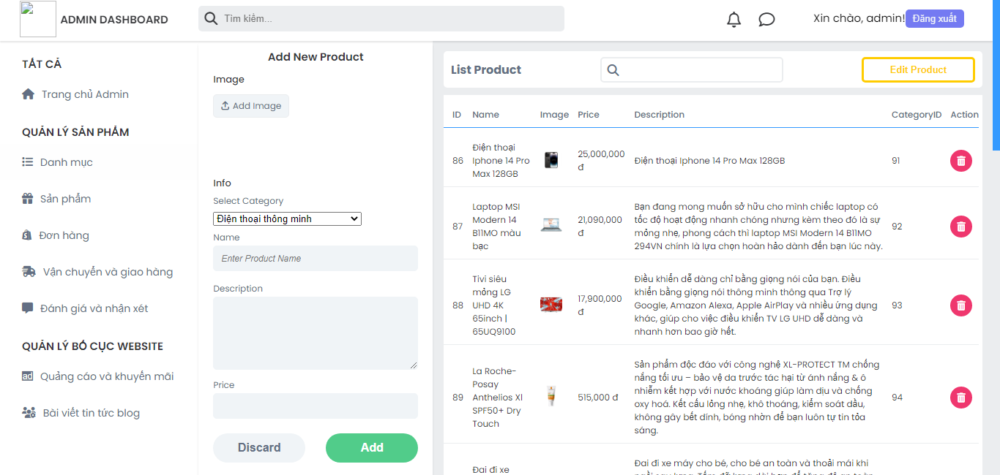 ADMIN DASHBOARD
Tìm kiếm...
Xin chào, admin!
Đăng xuất
TẤT CẢ
Trang chủ Admin
QUẢN LÝ SẢN PHẨM
Danh mục
Sản phẩm
Đơn hàng
Vận chuyển và giao hàng
Đánh giá và nhận xét
QUẢN LÝ BỐ CỤC WEBSITE
Quảng cáo và khuyến mãi
Bài viết tin tức blog
Add New Product
Image
Add Image
Info
Select Category
Điện thoại thông minh
Name
Enter Product Name
Description
Price
Discard
Add
List Product
Edit Product
ID Name Image Price Description CategoryID Action
86
Điện thoại
Iphone 14 Pro
Max 128GB
25,000,000
đ
Điện thoại Iphone 14 Pro Max 128GB
91
87
Laptop MSI
Modern 14
B11MO màu
bạc
21,090,000
đ
Bạn đang mong muốn sở hữu cho mình chiếc laptop có
tốc độ hoạt động nhanh chóng nhưng kèm theo đó là sự
mỏng nhẹ, phong cách thì laptop MSI Modern 14 B11MO
294VN chính là lựa chọn hoàn hảo dành đến bạn lúc này.
92
88
Tivi siêu
mỏng LG
UHD 4K
65inch |
65UQ9100
17,900,000
đ
Điều khiển dễ dàng chỉ bằng giọng nói của bạn. Điều
khiển bằng giọng nói thông minh thông qua Trợ lý
Google, Amazon Alexa, Apple AirPlay và nhiều ứng dụng
khác, giúp cho việc điều khiển TV LG UHD dễ dàng và
nhanh hơn bao giờ hết.
93
89
La Roche-
Posay
Anthelios Xl
SPF50+ Dry
Touch
515,000 đ
Sản phẩm độc đáo với công nghệ XL-PROTECT TM chống
nắng tối ưu – bảo vệ da trước tác hại từ ánh nắng & ô
nhiễm kết hợp với nước khoáng giúp làm dịu và chống
oxy hoá. Kết cấu lỏng nhẹ, khô thoáng, kiểm soát dầu,
không gây bết dính, bóng nhờn để bạn luôn tự tin tỏa
sáng.
94
Đai đi xe
Đai đi xe máy cho bé, cho bé an toàn và thoải mái khi